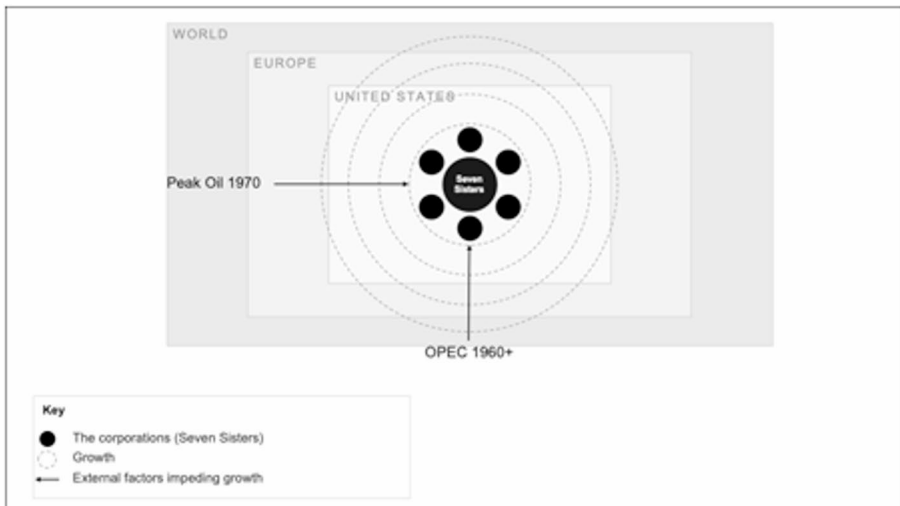 WORLD
EUROPE
UNITED STATES
Peak Oil 1970
Seven
Sisters
OPEC 1960+
Key
The corporations (Seven Sisters)
Growth
External factors impeding growth